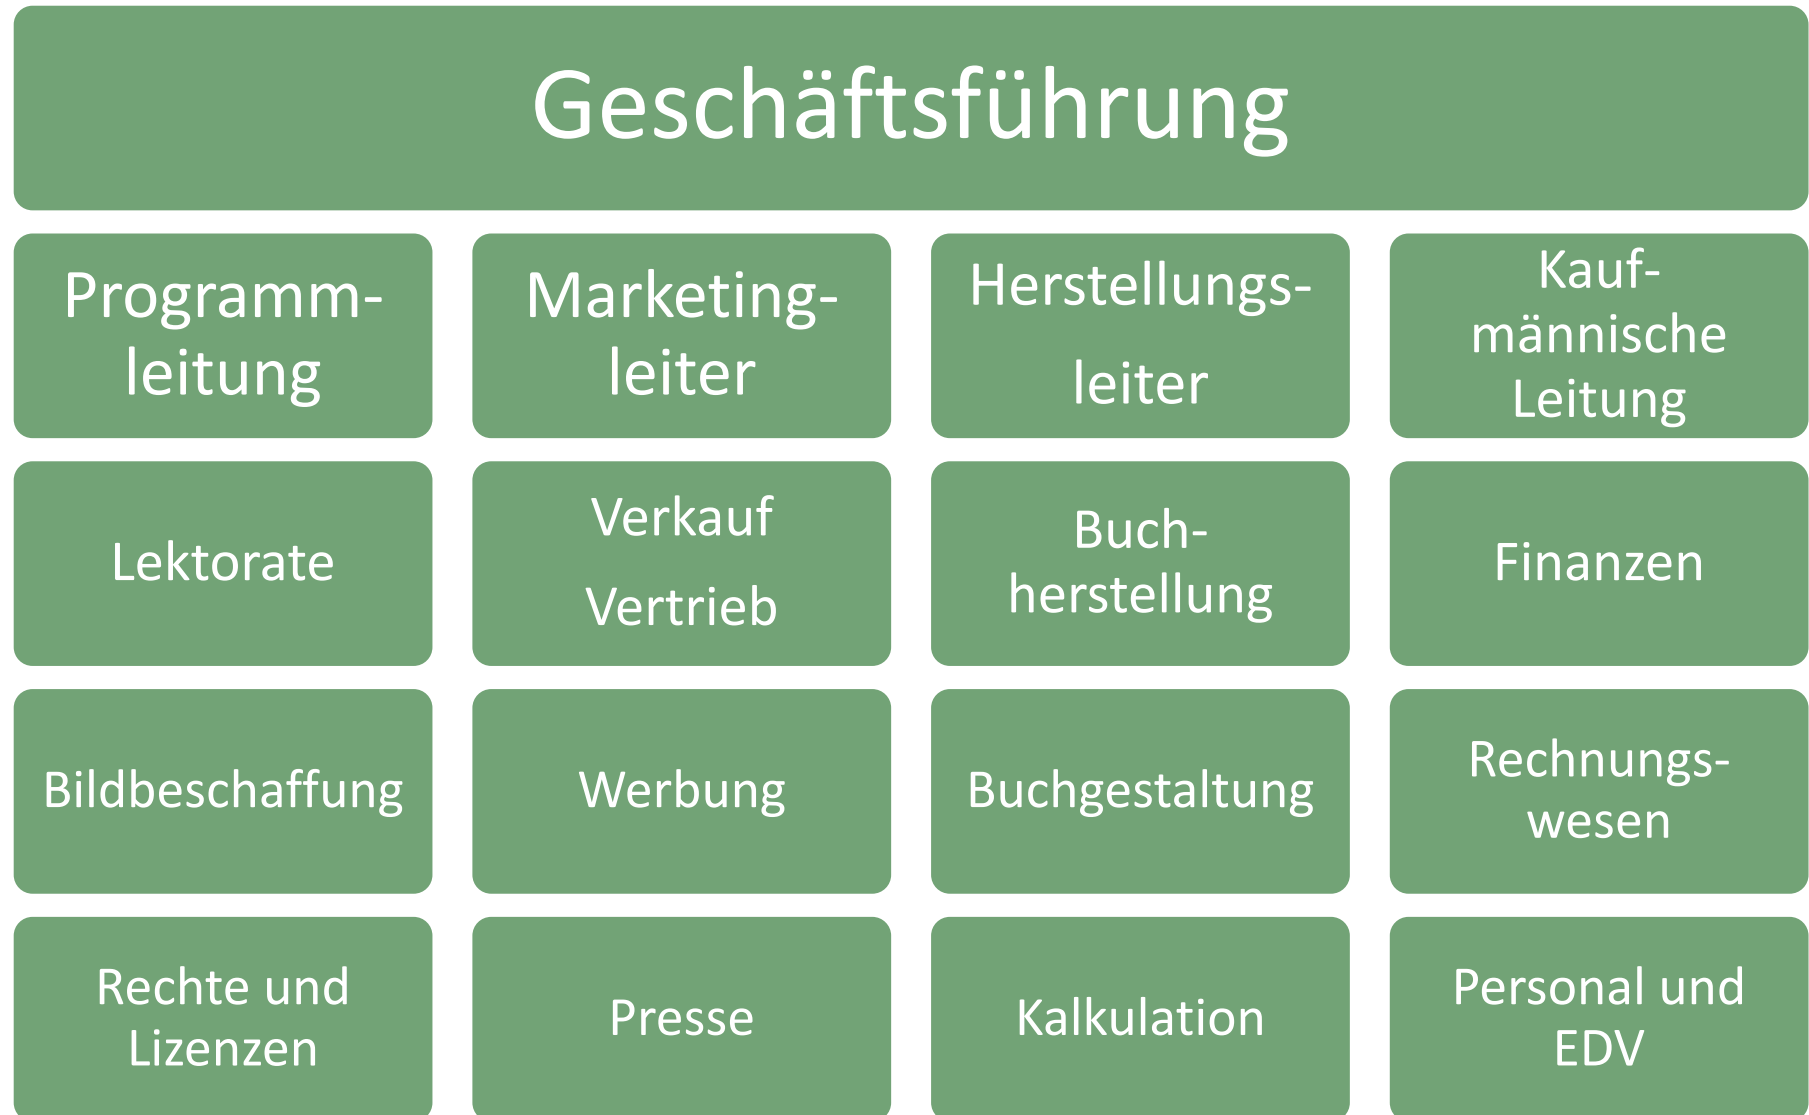 Geschäftsführung
Programm-
leitung
Marketing-
leiter
Herstellungs-
leiter
Kauf-
männische
Leitung
Lektorate
Verkauf
Vertrieb
Buch-
herstellung
Finanzen
Bildbeschaffung
Werbung
Buchgestaltung
Rechnungs-
wesen
Rechte und
Lizenzen
Presse
Kalkulation
Personal und
EDV